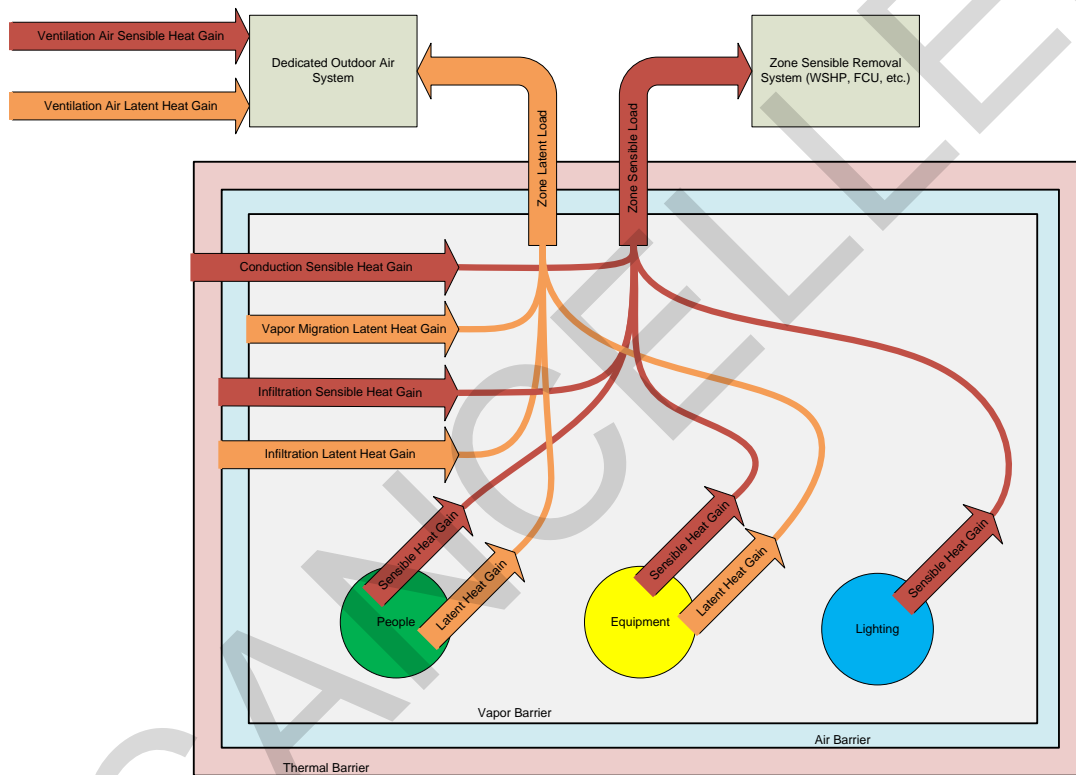 Ventilation Air Sensible Heat Gain
Ventilation Air Latent Heat Gain
Dedicated Outdoor Air
System
Zone Sensible Removal
System (WSHP, FCU, etc.)
Zone Latent Load
Zone Sensible Load
Conduction Sensible Heat Gain
Vapor Migration Latent Heat Gain
Infiltration Sensible Heat Gain
Infiltration Latent Heat Gain
Sensible Heat Gain
Latent Heat Gain
People
Sensible Heat Gain
Latent Heat Gain
Equipment
Sensible Heat Gain
Lighting
Vapor Barrier
Air Barrier
Thermal Barrier